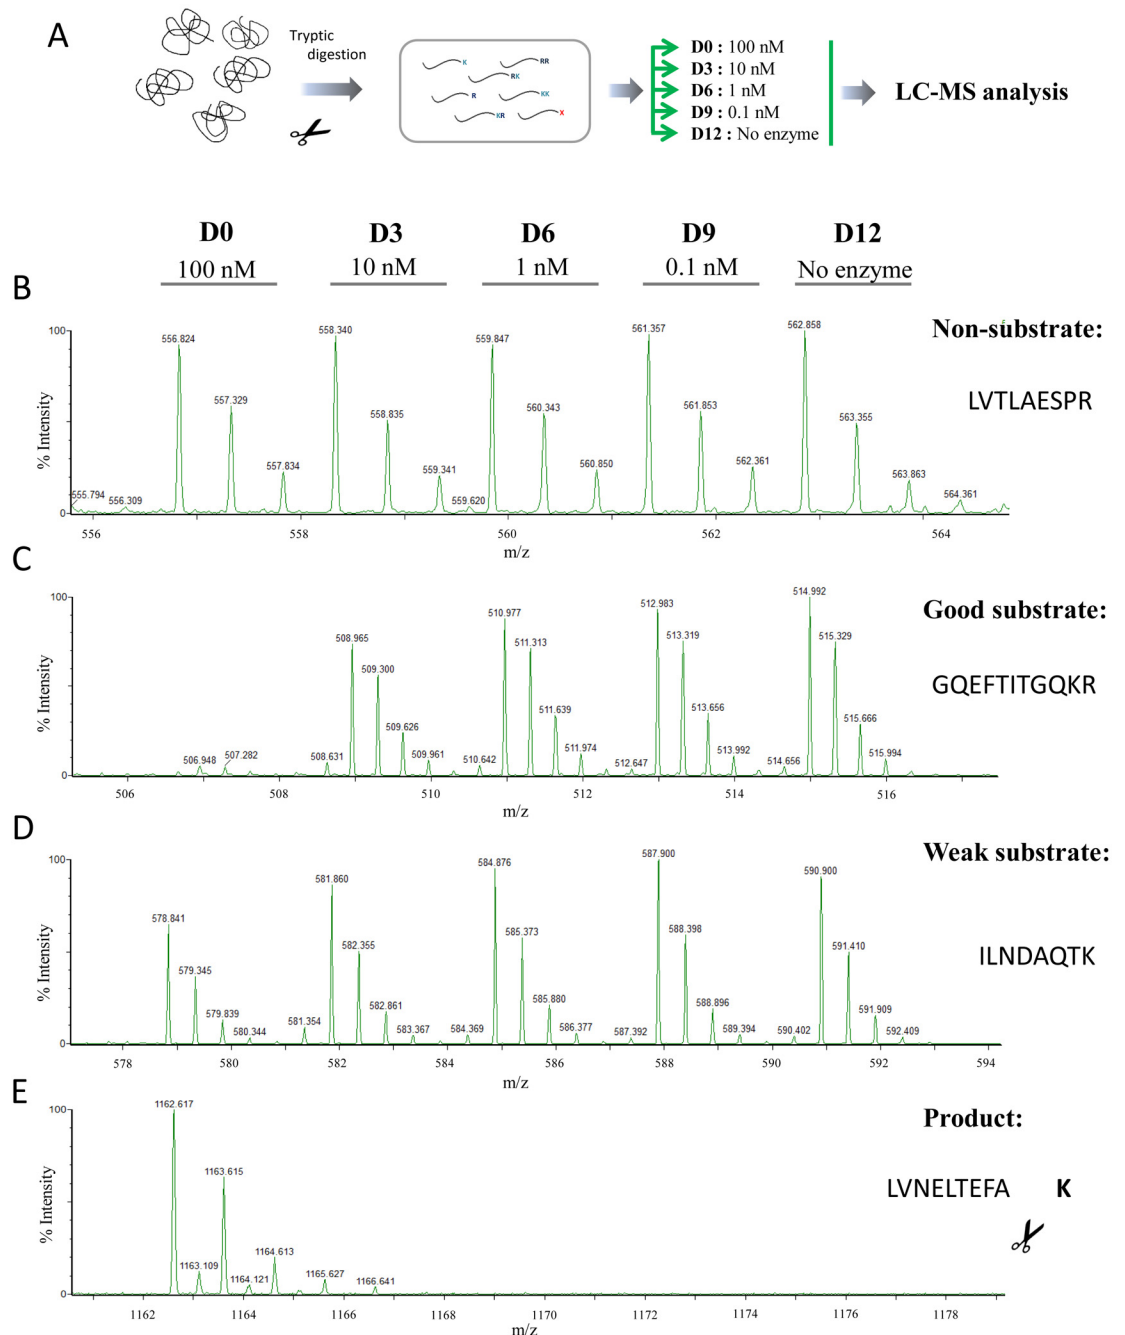 A
Tryptic
digestion
K
RR
RK
R
KK
KR
X
D0 : 100 nM
D3 : 10 nM
D6 : 1 nM
D9 : 0.1 nM
D12 : No enzyme
LC-MS analysis
D0 D3 D6 D9 D12
100 nM 10 nM 1 nM 0.1 nM No enzyme
B
Non-substrate:
LVTLAESPR
100
% Intensity
0
555.794 556.309 556.824 557.329 557.834 558.340 558.835 559.341 559.620 559.847 560.343 560.850 561.357 561.853 562.361 562.858 563.355 563.863 564.361
556 558 560 562 564
m/z
C
Good substrate:
GQEFTITGQKR
100
% Intensity
0
506.948 507.282 508.631 508.965 509.300 509.626 509.961 510.642 510.977 511.313 511.639 511.974 512.647 512.983 513.319 513.656 513.992 514.656 514.992 515.329 515.666 515.994
506 508 510 512 514 516
m/z
D
Weak substrate:
ILNDAQTK
100
% Intensity
0
578.841 579.345 579.839 580.344 581.354 581.860 582.355 582.861 583.367 584.369 584.876 585.373 585.880 586.377 587.392 587.900 588.398 588.896 589.394 590.402 590.900 591.410 591.909 592.409
578 580 582 584 586 588 590 592 594
m/z
E
Product:
LVNELTEFA K
100
% Intensity
0
1162.617 1163.109 1163.615 1164.121 1164.613 1165.627 1166.641
1162 1164 1166 1168 1170 1172 1174 1176 1178
m/z